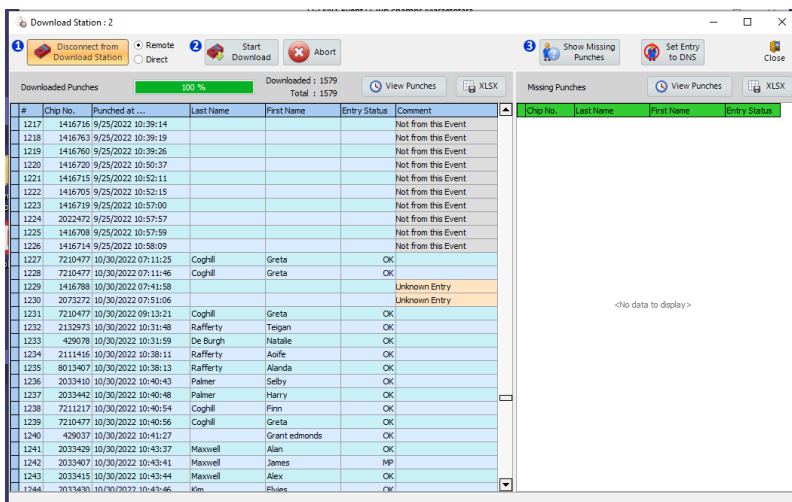 Download Station : 2
1 Disconnect from Download Station
Remote
Direct
2 Start Download
Abort
3 Show Missing Punches
Set Entry to DNS
Close
Downloaded Punches
100 %
Downloaded : 1579
Total : 1579
View Punches
XLSX
Missing Punches
View Punches
XLSX
# Chip No. Punched at ... Last Name First Name Entry Status Comment
Chip No. Last Name First Name Entry Status
1217 1416716 9/25/2022 10:39:14 Not from this Event
1218 1416763 9/25/2022 10:39:19 Not from this Event
1219 1416760 9/25/2022 10:39:26 Not from this Event
1220 1416720 9/25/2022 10:50:37 Not from this Event
1221 1416715 9/25/2022 10:52:11 Not from this Event
1222 1416705 9/25/2022 10:52:15 Not from this Event
1223 1416719 9/25/2022 10:57:00 Not from this Event
1224 2022472 9/25/2022 10:57:57 Not from this Event
1225 1416708 9/25/2022 10:57:59 Not from this Event
1226 1416714 9/25/2022 10:58:09 Not from this Event
1227 7210477 10/30/2022 07:11:25 Coghill Greta OK
1228 7210477 10/30/2022 07:11:46 Coghill Greta OK
1229 1416788 10/30/2022 07:41:58 Unknown Entry
1230 2073272 10/30/2022 07:51:06 Unknown Entry
<No data to display>
1231 7210477 10/30/2022 09:13:21 Coghill Greta OK
1232 2132973 10/30/2022 10:31:48 Rafferty Teigan OK
1233 429078 10/30/2022 10:31:59 De Burgh Natalie OK
1234 2111416 10/30/2022 10:38:11 Rafferty Aoife OK
1235 8013407 10/30/2022 10:38:13 Rafferty Alanda OK
1236 2033410 10/30/2022 10:40:43 Palmer Selby OK
1237 2033442 10/30/2022 10:40:48 Palmer Harry OK
1238 7211217 10/30/2022 10:40:54 Coghill Finn OK
1239 7210477 10/30/2022 10:40:56 Coghill Greta OK
1240 429037 10/30/2022 10:41:27 Grant edmonds OK
1241 2033429 10/30/2022 10:43:37 Maxwell Alan OK
1242 2033407 10/30/2022 10:43:41 Maxwell James MP
1243 2033415 10/30/2022 10:43:44 Maxwell Alex OK
1244 2033430 10/30/2022 10:43:46 Kim OK